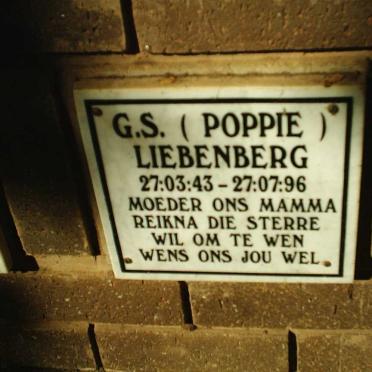 G.S. ( POPPIE )
LIEBENBERG
27:03:43 - 27:07:96
MOEDER ONS MAMMA
REIKNA DIE STERRE
WIL OM TE WEN
WENS ONS JOU WEL.